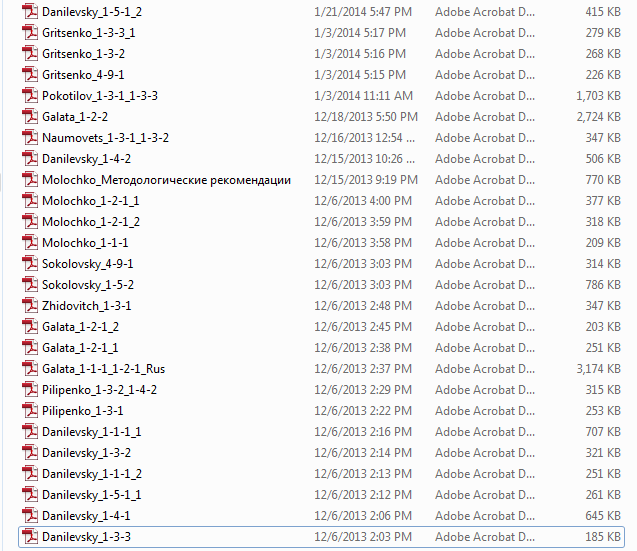 Danilevsky_1-5-1_2 1/21/2014 5:47 PM Adobe Acrobat D... 415 KB
Gritsenko_1-3-3_1 1/3/2014 5:17 PM Adobe Acrobat D... 279 KB
Gritsenko_1-3-2 1/3/2014 5:16 PM Adobe Acrobat D... 268 KB
Gritsenko_4-9-1 1/3/2014 5:15 PM Adobe Acrobat D... 226 KB
Pokotilov_1-3-1_1-3-3 1/3/2014 11:11 AM Adobe Acrobat D... 1,703 KB
Galata_1-2-2 12/18/2013 5:50 PM Adobe Acrobat D... 2,724 KB
Naumovets_1-3-1_1-3-2 12/16/2013 12:54 ... Adobe Acrobat D... 347 KB
Danilevsky_1-4-2 12/15/2013 10:26 ... Adobe Acrobat D... 506 KB
Molochko_Методологические рекомендации 12/15/2013 9:19 PM Adobe Acrobat D... 770 KB
Molochko_1-2-1_1 12/6/2013 4:00 PM Adobe Acrobat D... 377 KB
Molochko_1-2-1_2 12/6/2013 3:59 PM Adobe Acrobat D... 318 KB
Molochko_1-1-1 12/6/2013 3:58 PM Adobe Acrobat D... 209 KB
Sokolovsky_4-9-1 12/6/2013 3:03 PM Adobe Acrobat D... 314 KB
Sokolovsky_1-5-2 12/6/2013 3:03 PM Adobe Acrobat D... 786 KB
Zhidovitch_1-3-1 12/6/2013 2:48 PM Adobe Acrobat D... 347 KB
Galata_1-2-1_2 12/6/2013 2:45 PM Adobe Acrobat D... 203 KB
Galata_1-2-1_1 12/6/2013 2:38 PM Adobe Acrobat D... 251 KB
Galata_1-1-1_1-2-1_Rus 12/6/2013 2:37 PM Adobe Acrobat D... 3,174 KB
Pilipenko_1-3-2_1-4-2 12/6/2013 2:29 PM Adobe Acrobat D... 315 KB
Pilipenko_1-3-1 12/6/2013 2:22 PM Adobe Acrobat D... 253 KB
Danilevsky_1-1-1_1 12/6/2013 2:16 PM Adobe Acrobat D... 707 KB
Danilevsky_1-3-2 12/6/2013 2:14 PM Adobe Acrobat D... 321 KB
Danilevsky_1-1-1_2 12/6/2013 2:13 PM Adobe Acrobat D... 251 KB
Danilevsky_1-5-1_1 12/6/2013 2:12 PM Adobe Acrobat D... 261 KB
Danilevsky_1-4-1 12/6/2013 2:06 PM Adobe Acrobat D... 645 KB
Danilevsky_1-3-3 12/6/2013 2:03 PM Adobe Acrobat D... 185 KB